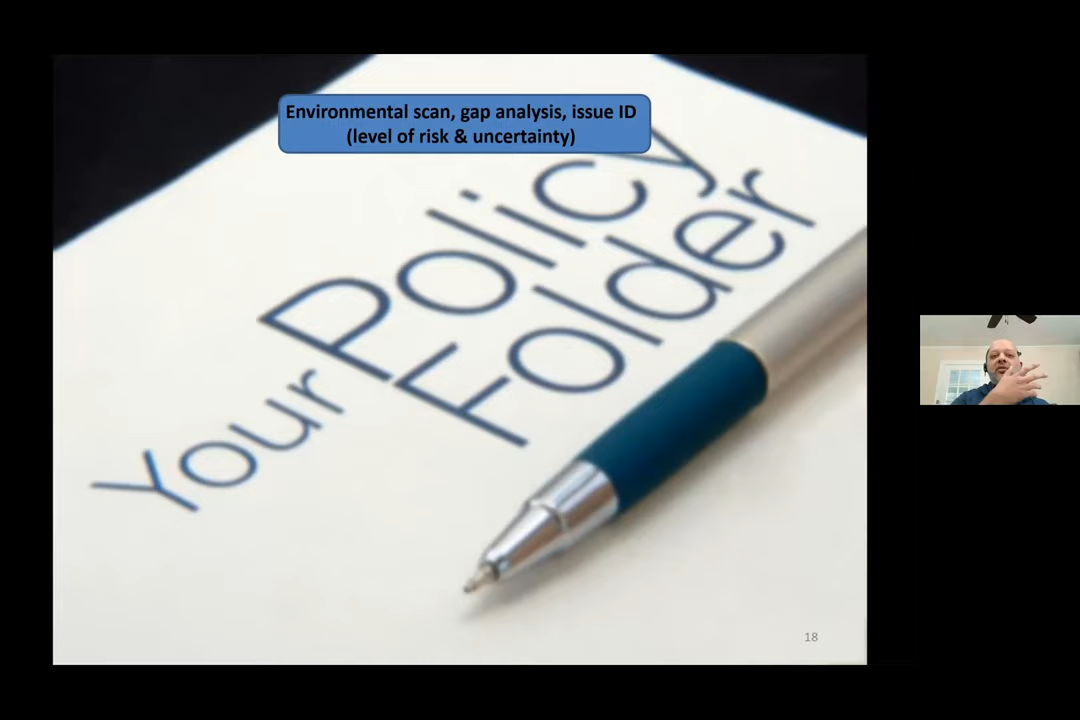 Environmental scan, gap analysis, issue ID
(level of risk & uncertainty)
Your Policy
Folder
18